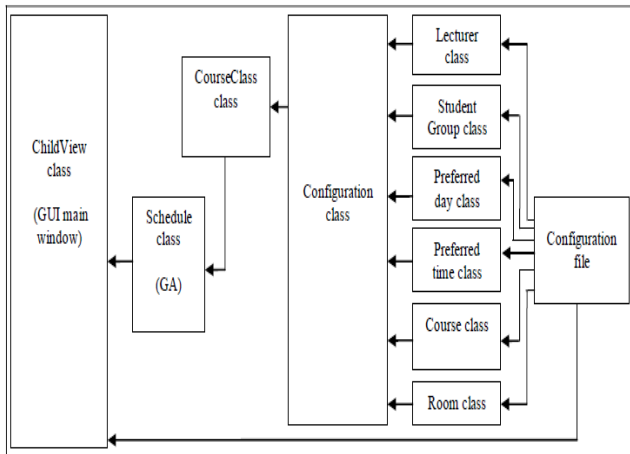 ChildView
class
(GUI main
window)
CourseClass
class
Schedule
class
(GA)
Configuration
class
Lecturer
class
Student
Group class
Preferred
day class
Preferred
time class
Course class
Room class
Configuration
file